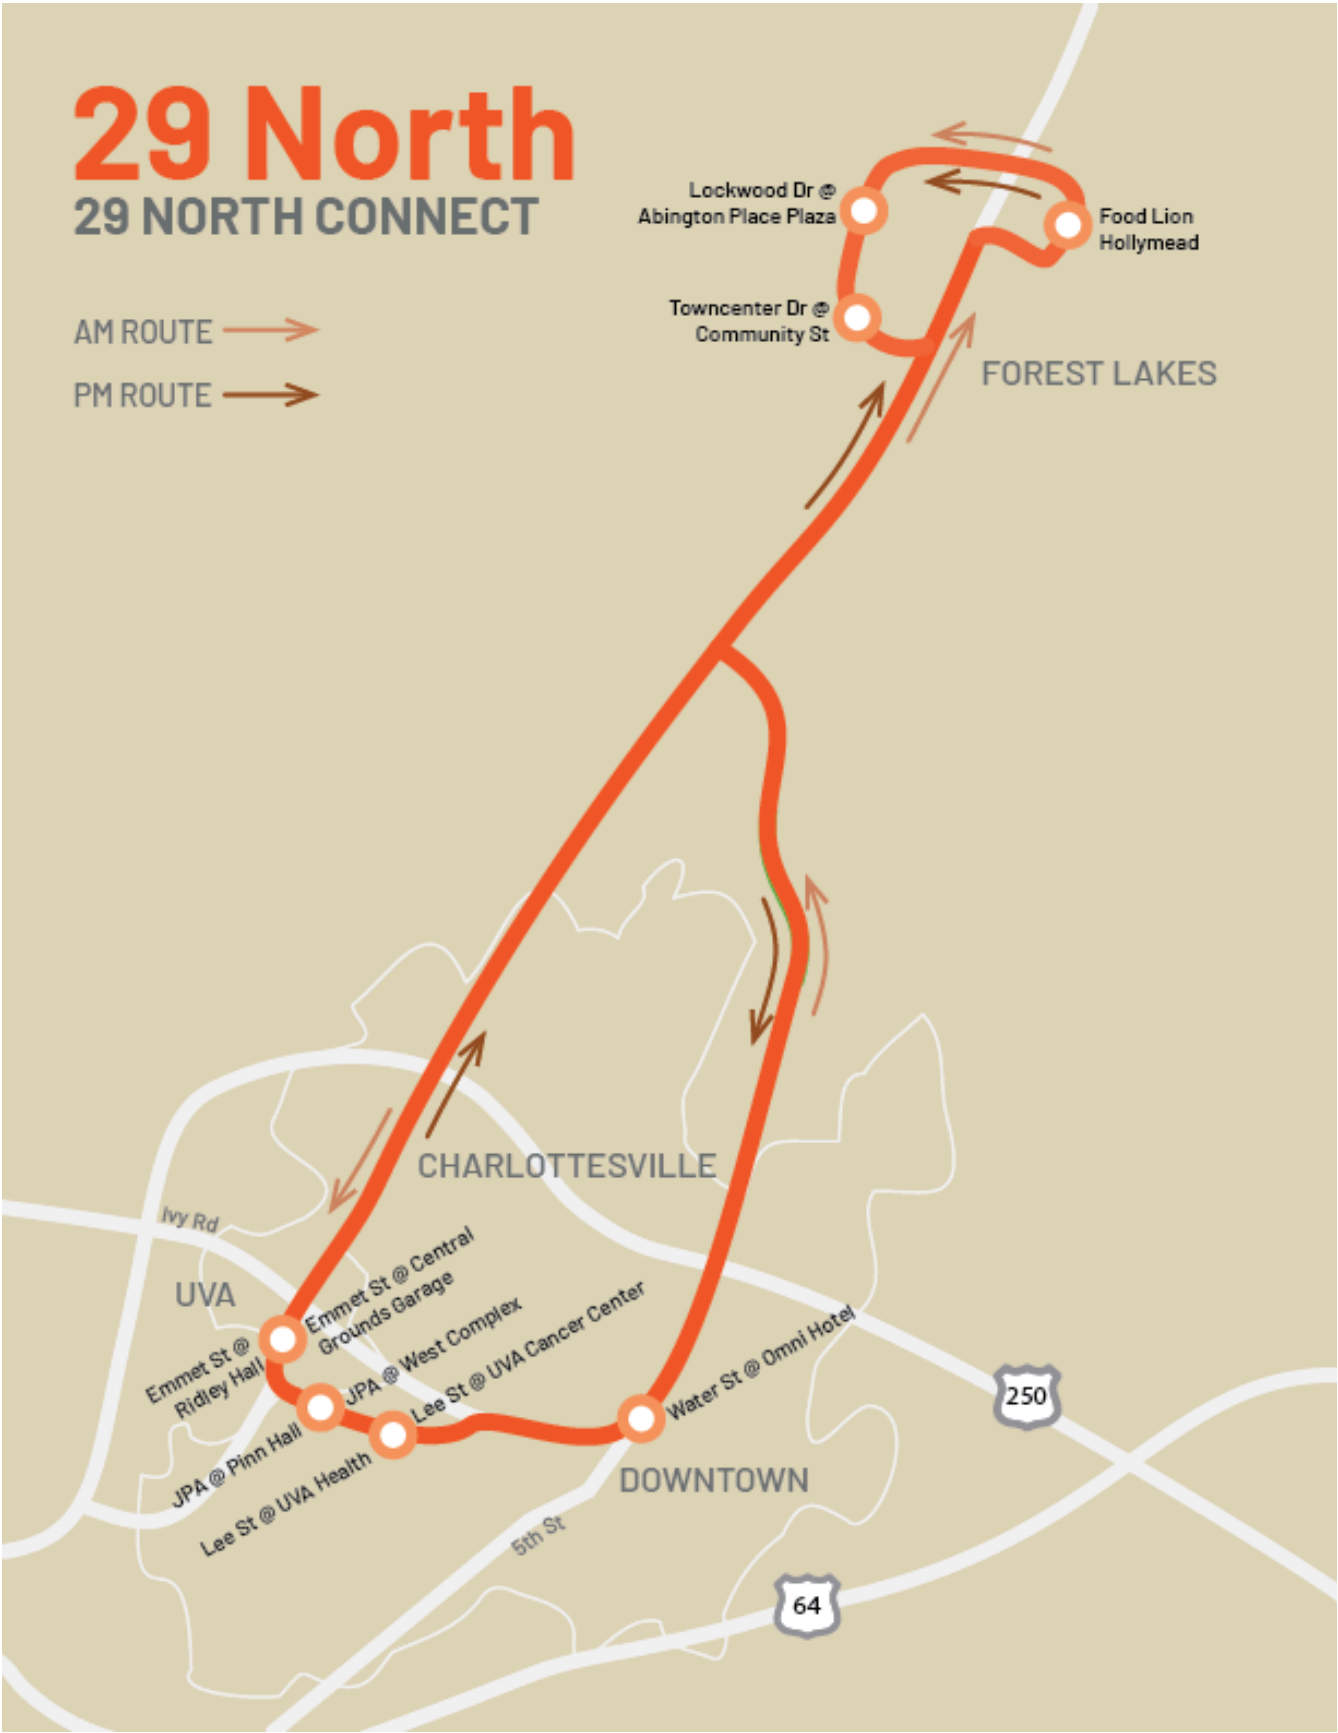 29 North
29 NORTH CONNECT
AM ROUTE
PM ROUTE
Lockwood Dr @
Abington Place Plaza
Food Lion
Hollymead
Towncenter Dr @
Community St
FOREST LAKES
CHARLOTTESVILLE
Ivy Rd
UVA
Emmet St @ Central
Grounds Garage
Emmet St @
Ridley Hall
JPA @ West Complex
JPA @ Pinn Hall
Lee St @ UVA Cancer Center
Lee St @ UVA Health
Water St @ Omni Hotel
DOWNTOWN
5th St
250
64